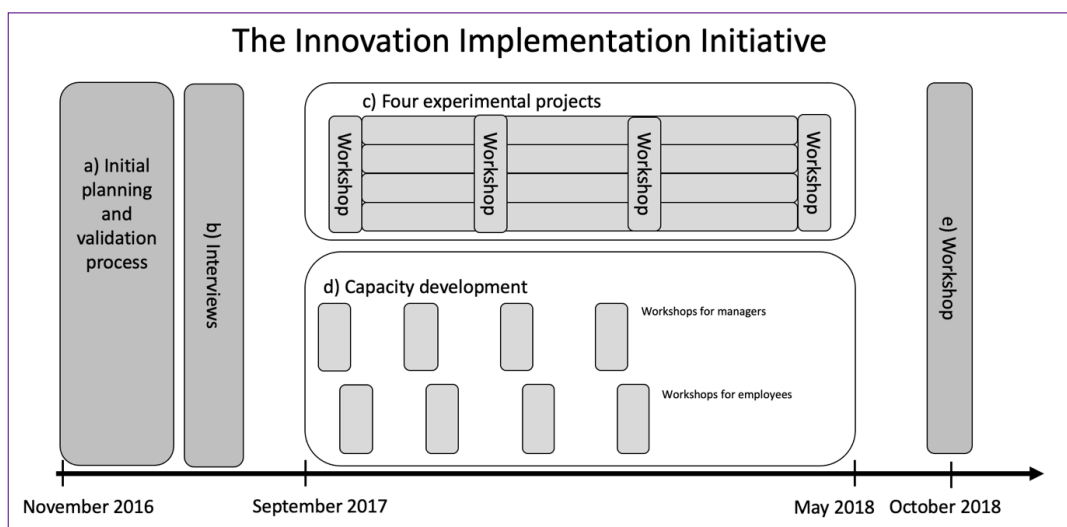 The Innovation Implementation Initiative
a) Initial
planning
and
validation
process
b) Interviews
c) Four experimental projects
Workshop
Workshop
Workshop
Workshop
d) Capacity development
Workshops for managers
Workshops for employees
e) Workshop
November 2016
September 2017
May 2018
October 2018